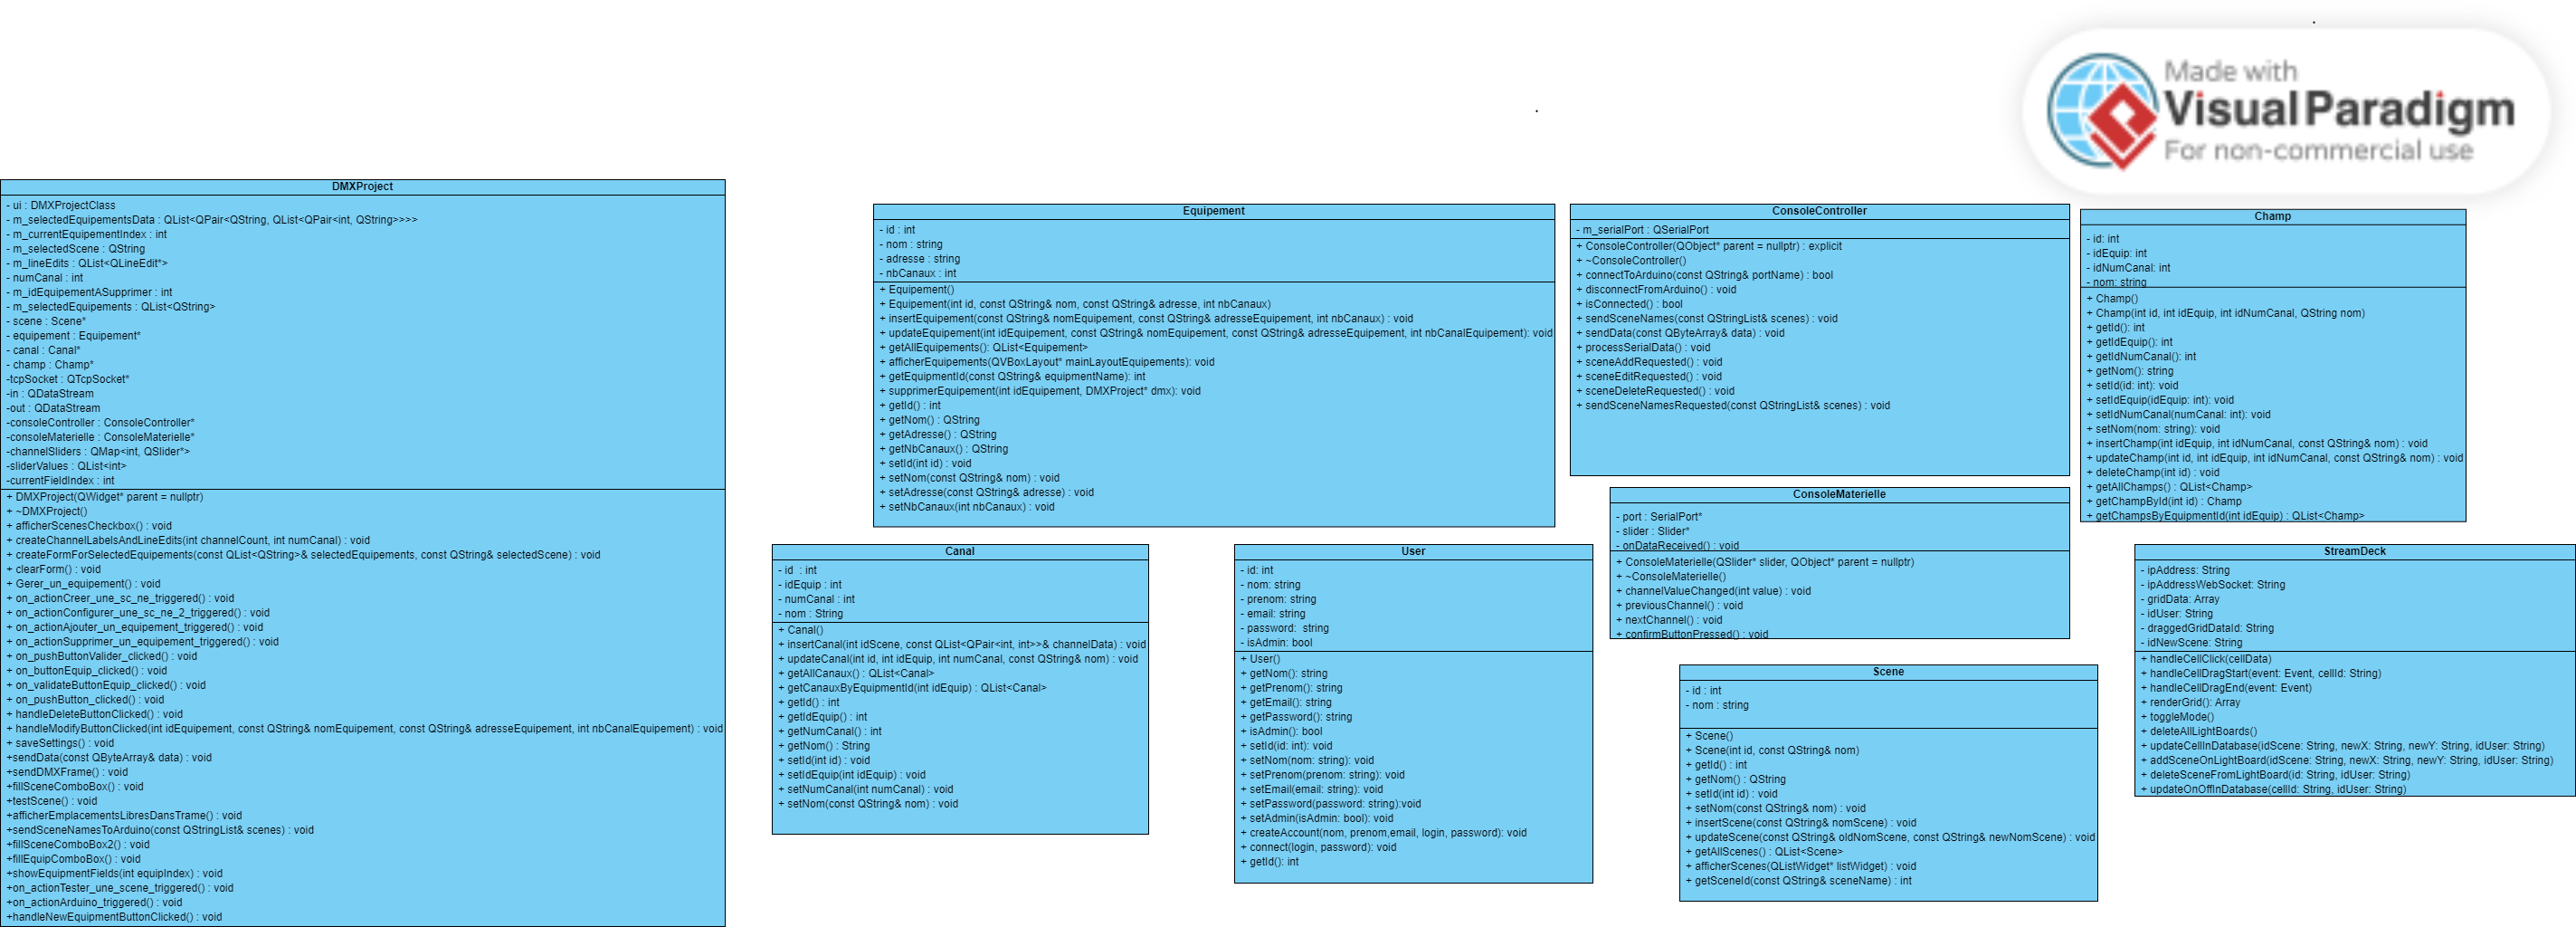 Made with
Visual Paradigm
For non-commercial use
DMXProject
- ui : DMXProjectClass
- m_selectedEquipementsData : QList<QPair<QString, QList<QPair<int, QString>>>>
- m_currentEquipementIndex : int
- m_selectedScene : QString
- m_lineEdits : QList<QLineEdit*>
- numCanal : int
- m_idEquipementASupprimer : int
- m_selectedEquipements : QList<QString>
- scene : Scene*
- equipement : Equipement*
- canal : Canal*
- champ : Champ*
-tcpSocket : QTcpSocket*
-in : QDataStream
-out : QDataStream
-consoleController : ConsoleController*
-consoleMaterielle : ConsoleMaterielle*
-channelSliders : QMap<int, QSlider*>
-sliderValues : QList<int>
-currentFieldIndex : int
+ DMXProject(QWidget* parent = nullptr)
+ ~DMXProject()
+ afficherScenesCheckbox() : void
+ createChannelLabelsAndLineEdits(int channelCount, int numCanal) : void
+ createFormForSelectedEquipements(const QList<QString>& selectedEquipements, const QString& selectedScene) : void
+ clearForm() : void
+ Gerer_un_equipement() : void
+ on_actionCreer_une_sc_ne_triggered() : void
+ on_actionConfigurer_une_sc_ne_2_triggered() : void
+ on_actionAjouter_un_equipement_triggered() : void
+ on_actionSupprimer_un_equipement_triggered() : void
+ on_pushButtonValider_clicked() : void
+ on_buttonEquip_clicked() : void
+ on_validateButtonEquip_clicked() : void
+ on_pushButton_clicked() : void
+ handleDeleteButtonClicked() : void
+ handleModifyButtonClicked(int idEquipement, const QString& nomEquipement, const QString& adresseEquipement, int nbCanalEquipement) : void
+ saveSettings() : void
+sendData(const QByteArray& data) : void
+sendDMXFrame() : void
+fillSceneComboBox() : void
+testScene() : void
+afficherEmplacementsLibresDansTrame() : void
+sendSceneNamesToArduino(const QStringList& scenes) : void
+fillSceneComboBox2() : void
+fillEquipComboBox() : void
+showEquipmentFields(int equipIndex) : void
+on_actionTester_une_scene_triggered() : void
+on_actionArduino_triggered() : void
+handleNewEquipmentButtonClicked() : void
Equipement
- id : int
- nom : string
- adresse : string
- nbCanaux : int
+ Equipement()
+ Equipement(int id, const QString& nom, const QString& adresse, int nbCanaux)
+ insertEquipement(const QString& nomEquipement, const QString& adresseEquipement, int nbCanaux) : void
+ updateEquipement(int idEquipement, const QString& nomEquipement, const QString& adresseEquipement, int nbCanalEquipement): void
+ getAllEquipements(): QList<Equipement>
+ afficherEquipements(QVBoxLayout* mainLayoutEquipements): void
+ getEquipmentId(const QString& equipmentName): int
+ supprimerEquipement(int idEquipement, DMXProject* dmx): void
+ getId() : int
+ getNom() : QString
+ getAdresse() : QString
+ getNbCanaux() : QString
+ setId(int id) : void
+ setNom(const QString& nom) : void
+ setAdresse(const QString& adresse) : void
+ setNbCanaux(int nbCanaux) : void
ConsoleController
- m_serialPort : QSerialPort
+ ConsoleController(QObject* parent = nullptr) : explicit
+ ~ConsoleController()
+ connectToArduino(const QString& portName) : bool
+ disconnectFromArduino() : void
+ isConnected() : bool
+ sendSceneNames(const QStringList& scenes) : void
+ sendData(const QByteArray& data) : void
+ processSerialData() : void
+ sceneAddRequested() : void
+ sceneEditRequested() : void
+ sceneDeleteRequested() : void
+ sendSceneNamesRequested(const QStringList& scenes) : void
Champ
- id: int
- idEquip: int
- idNumCanal: int
- nom: string
+ Champ()
+ Champ(int id, int idEquip, int idNumCanal, QString nom)
+ getId(): int
+ getIdEquip(): int
+ getIdNumCanal(): int
+ getNom(): string
+ setId(id: int): void
+ setIdEquip(idEquip: int): void
+ setIdNumCanal(numCanal: int): void
+ setNom(nom: string): void
+ insertChamp(int idEquip, int idNumCanal, const QString& nom) : void
+ updateChamp(int id, int idEquip, int idNumCanal, const QString& nom) : void
+ deleteChamp(int id) : void
+ getAllChamps() : QList<Champ>
+ getChampById(int id) : Champ
+ getChampsByEquipmentId(int idEquip) : QList<Champ>
ConsoleMaterielle
- port : SerialPort*
- slider : Slider*
- onDataReceived() : void
+ ConsoleMaterielle(QSlider* slider, QObject* parent = nullptr)
+ ~ConsoleMaterielle()
+ channelValueChanged(int value) : void
+ previousChannel() : void
+ nextChannel() : void
+ confirmButtonPressed() : void
Canal
- id : int
- idEquip : int
- numCanal : int
- nom : String
+ Canal()
+ insertCanal(int idScene, const QList<QPair<int, int>>& channelData) : void
+ updateCanal(int id, int idEquip, int numCanal, const QString& nom) : void
+ getAllCanaux() : QList<Canal>
+ getCanauxByEquipmentId(int idEquip) : QList<Canal>
+ getId() : int
+ getIdEquip() : int
+ getNumCanal() : int
+ getNom() : String
+ setId(int id) : void
+ setIdEquip(int idEquip) : void
+ setNumCanal(int numCanal) : void
+ setNom(const QString& nom) : void
User
- id: int
- nom: string
- prenom: string
- email: string
- password:  string
- isAdmin: bool
+ User()
+ getNom(): string
+ getPrenom(): string
+ getEmail(): string
+ getPassword(): string
+ isAdmin(): bool
+ setId(id: int): void
+ setNom(nom: string): void
+ setPrenom(prenom: string): void
+ setEmail(email: string): void
+ setPassword(password: string):void
+ setAdmin(isAdmin: bool): void
+ createAccount(nom, prenom,email, login, password): void
+ connect(login, password): void
+ getId(): int
StreamDeck
- ipAddress: String
- ipAddressWebSocket: String
- gridData: Array
- idUser: String
- draggedGridDataId: String
- idNewScene: String
+ handleCellClick(cellData)
+ handleCellDragStart(event: Event, cellId: String)
+ handleCellDragEnd(event: Event)
+ renderGrid(): Array
+ toggleMode()
+ deleteAllLightBoards()
+ updateCellInDatabase(idScene: String, newX: String, newY: String, idUser: String)
+ addSceneOnLightBoard(idScene: String, newX: String, newY: String, idUser: String)
+ deleteSceneFromLightBoard(id: String, idUser: String)
+ updateOnOffInDatabase(cellId: String, idUser: String)
Scene
- id : int
- nom : string
+ Scene()
+ Scene(int id, const QString& nom)
+ getId() : int
+ getNom() : QString
+ setId(int id) : void
+ setNom(const QString& nom) : void
+ insertScene(const QString& nomScene) : void
+ updateScene(const QString& oldNomScene, const QString& newNomScene) : void
+ getAllScenes() : QList<Scene>
+ afficherScenes(QListWidget* listWidget) : void
+ getSceneId(const QString& sceneName) : int